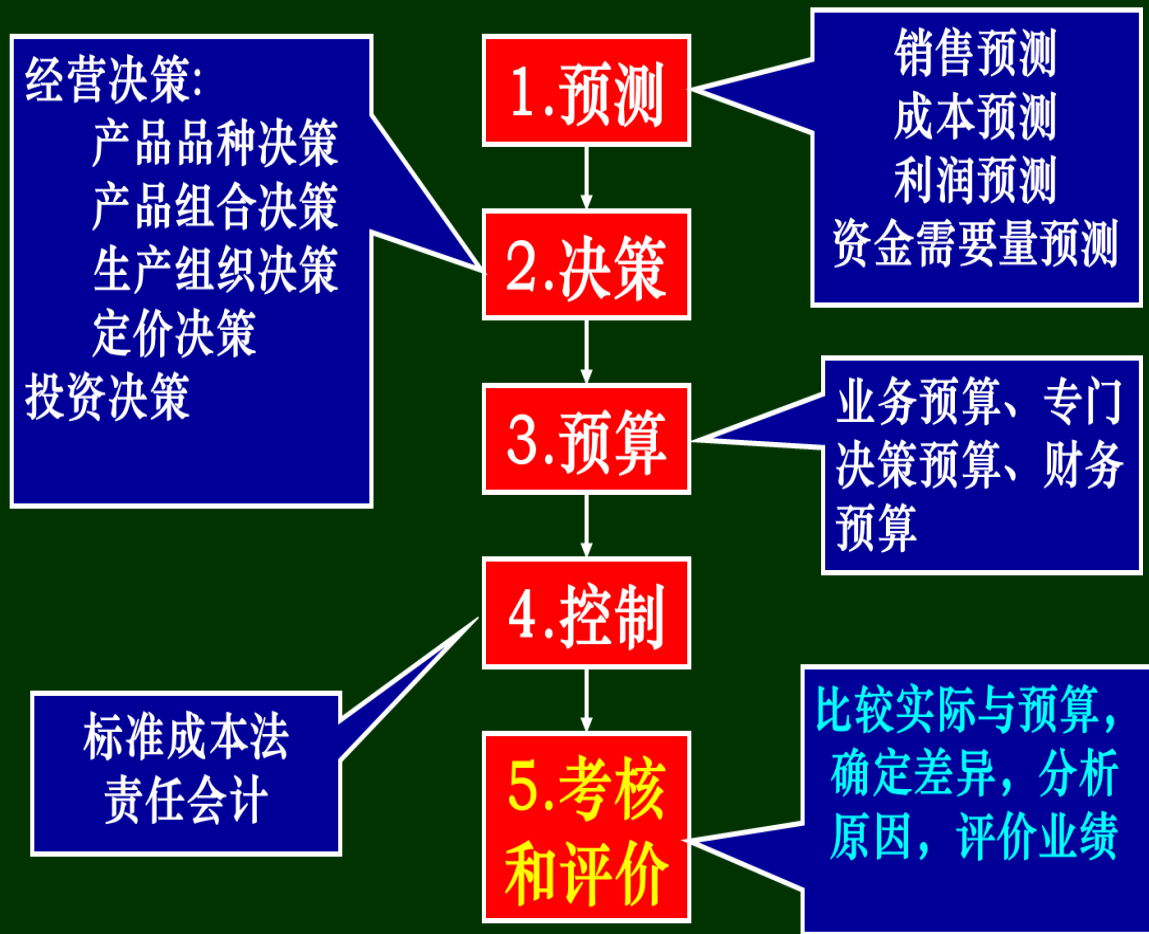 经营决策:
产品品种决策
产品组合决策
生产组织决策
定价决策
投资决策
1.预测
销售预测
成本预测
利润预测
资金需要量预测
2.决策
3.预算
业务预算、专门
决策预算、财务
预算
4.控制
标准成本法
责任会计
5.考核
和评价
比较实际与预算，
确定差异，分析
原因，评价业绩